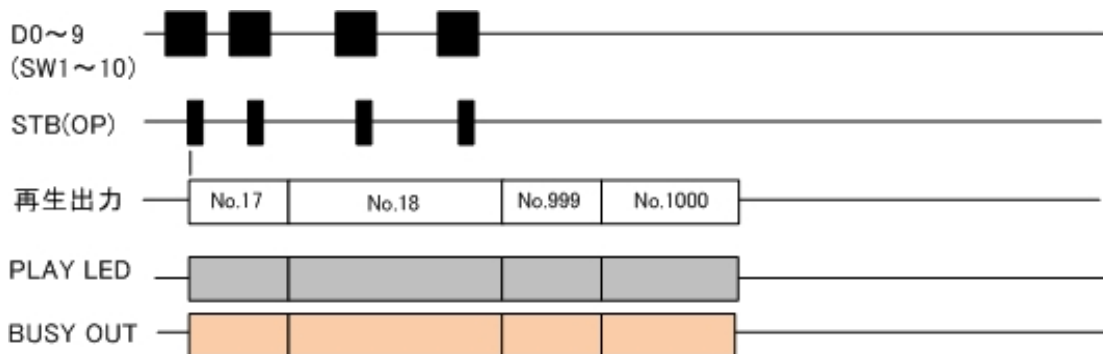 D0～9
(SW1～10)
STB(OP)
再生出力
No.17
No.18
No.999
No.1000
PLAY LED
BUSY OUT